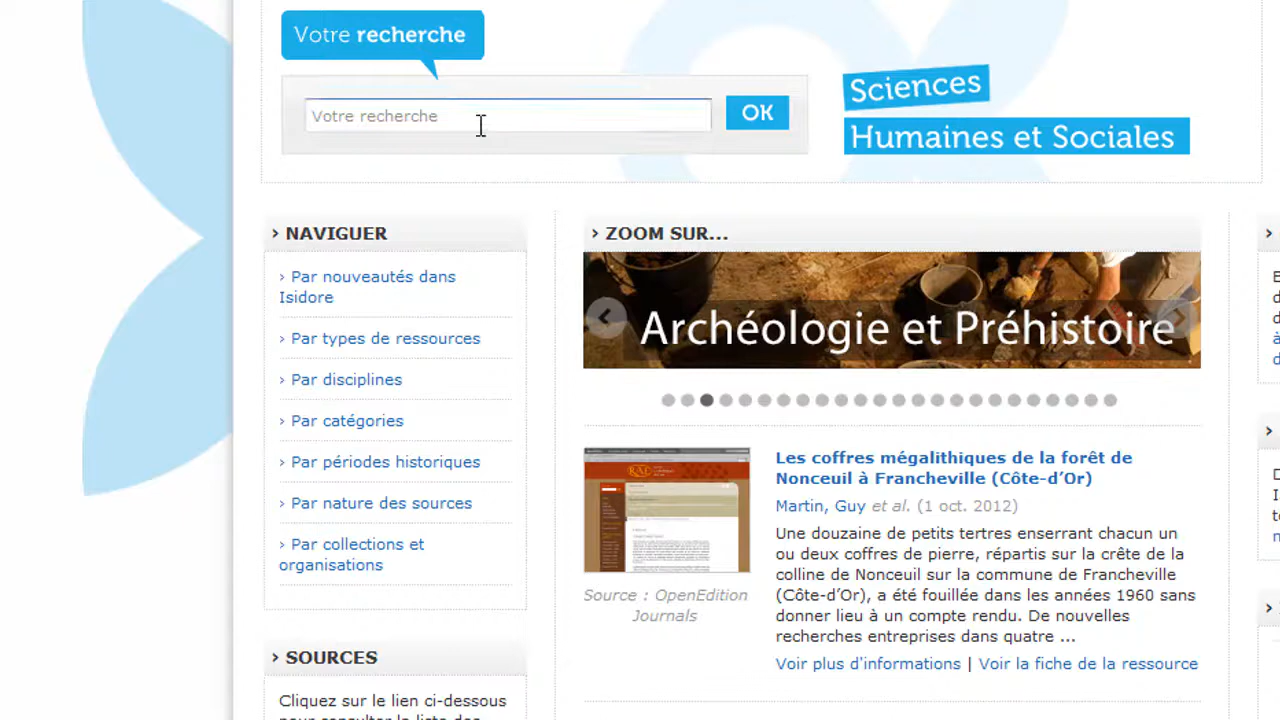 Votre recherche
Votre recherche
OK
Sciences
Humaines et Sociales
› NAVIGUER
› Par nouveautés dans
Isidore
› Par types de ressources
› Par disciplines
› Par catégories
› Par périodes historiques
› Par nature des sources
› Par collections et
organisations
› SOURCES
Cliquez sur le lien ci-dessous
› ZOOM SUR...
Archéologie et Préhistoire
Les coffres mégalithiques de la forêt de
Nonceuil à Francheville (Côte-d’Or)
Martin, Guy et al. (1 oct. 2012)
Une douzaine de petits tertres enserrant chacun un
ou deux coffres de pierre, répartis sur la crête de la
colline de Nonceuil sur la commune de Francheville
(Côte-d’Or), a été fouillée dans les années 1960 sans
donner lieu à un compte rendu. De nouvelles
recherches entreprises dans quatre ...
Voir plus d'informations | Voir la fiche de la ressource
Source : OpenEdition
Journals